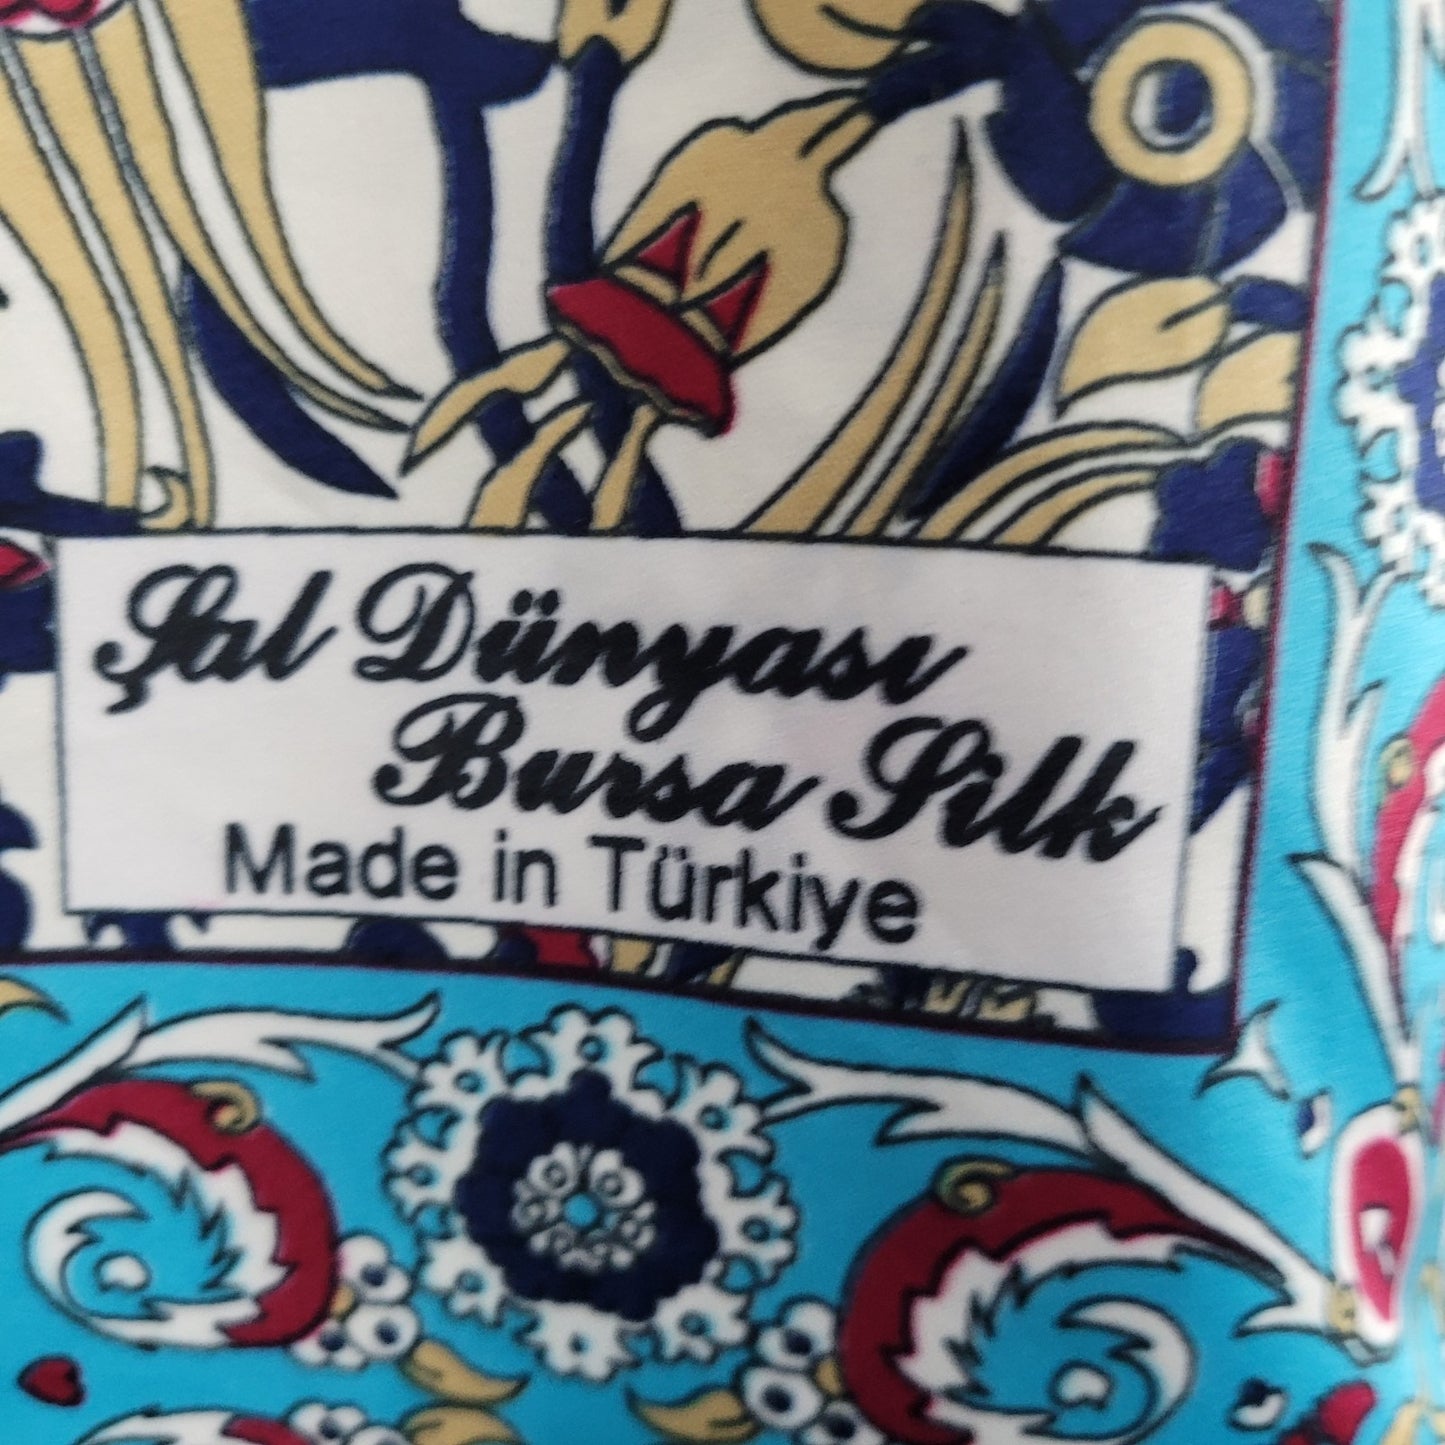 Şal Dünyası
Bursa Silk
Made in Türkiye